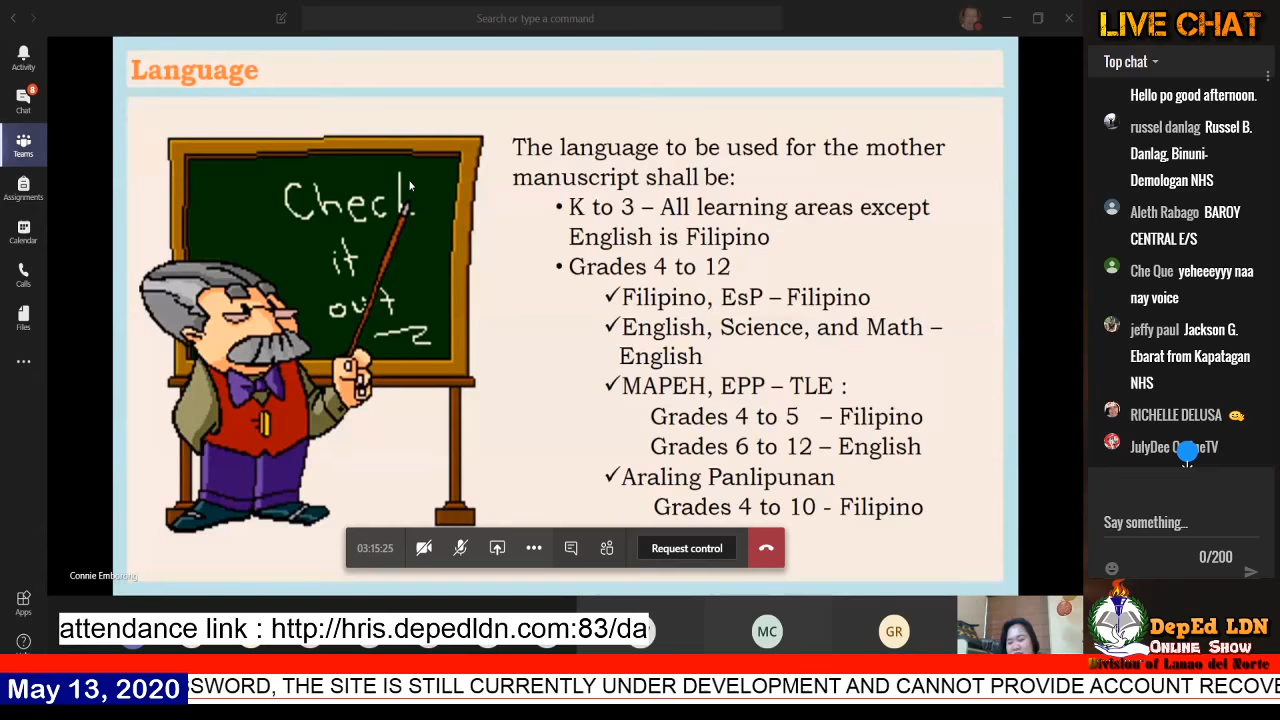 Search or type a command
Activity
8
Chat
Teams
Assignments
Calendar
Calls
Files
Apps
Language
Check
it
out
The language to be used for the mother
manuscript shall be:
• K to 3 – All learning areas except
English is Filipino
• Grades 4 to 12
✓Filipino, EsP – Filipino
✓English, Science, and Math –
English
✓MAPEH, EPP – TLE :
Grades 4 to 5 – Filipino
Grades 6 to 12 – English
✓Araling Panlipunan
Grades 4 to 10 - Filipino
03:15:25
Request control
Connie Emborong
MC
GR
LIVE CHAT
Top chat
Hello po good afternoon.
russel danlag Russel B.
Danlag, Binuni-
Demologan NHS
Aleth Rabago BAROY
CENTRAL E/S
Che Que yeheeeyyy naa
nay voice
jeffy paul Jackson G.
Ebarat from Kapatagan
NHS
RICHELLE DELUSA
JulyDee
Say something...
0/200
DepEd LDN
Online Show
Division of Lanao del Norte
attendance link : http://hris.depedldn.com:83/da
May 13, 2020
SSWORD, THE SITE IS STILL CURRENTLY UNDER DEVELOPMENT AND CANNOT PROVIDE ACCOUNT RECOVE